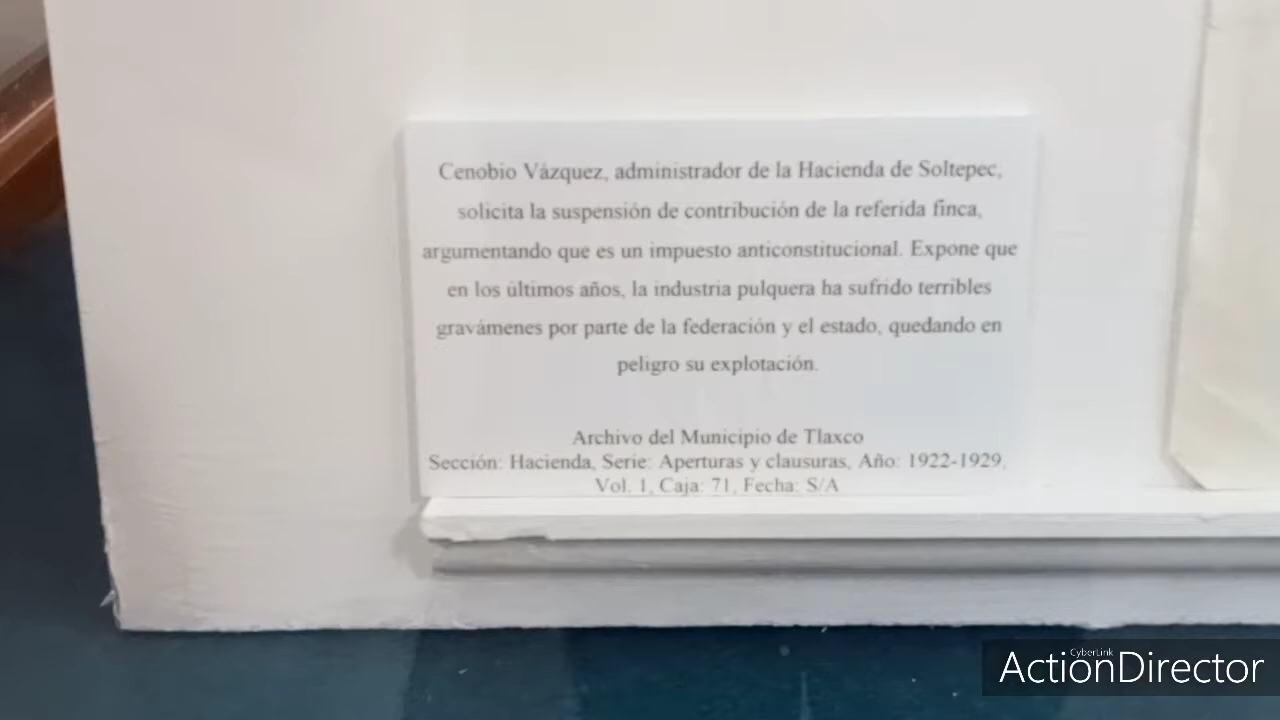 Cenobio Vázquez, administrador de la Hacienda de Soltepec,
solicita la suspensión de contribución de la referida finca,
argumentando que es un impuesto anticonstitucional. Expone que
en los últimos años, la industria pulquera ha sufrido terribles
gravámenes por parte de la federación y el estado, quedando en
peligro su explotación.
Archivo del Municipio de Tlaxco
Sección: Hacienda, Serie: Aperturas y clausuras, Año: 1922-1929,
Vol. 1, Caja: 71, Fecha: S/A
CyberLink
ActionDirector